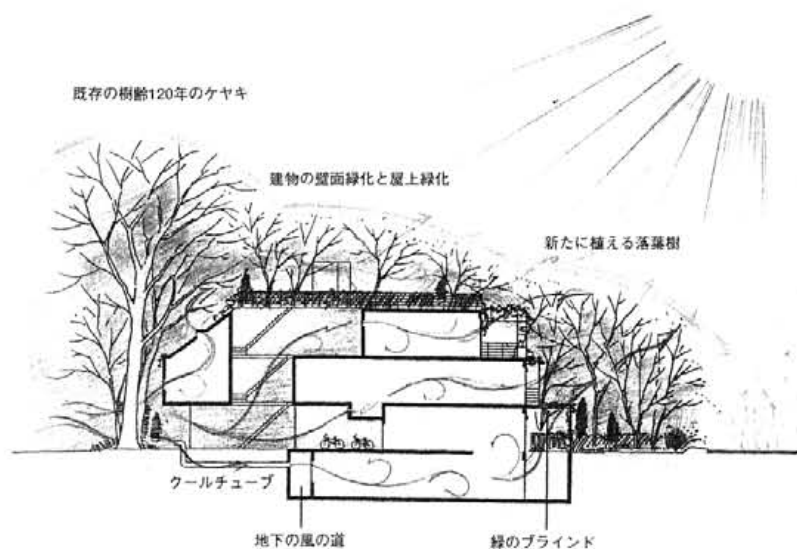 既存の樹齢120年のケヤキ
建物の壁面緑化と屋上緑化
新たに植える落葉樹
クールチューブ
地下の風の道
緑のブラインド